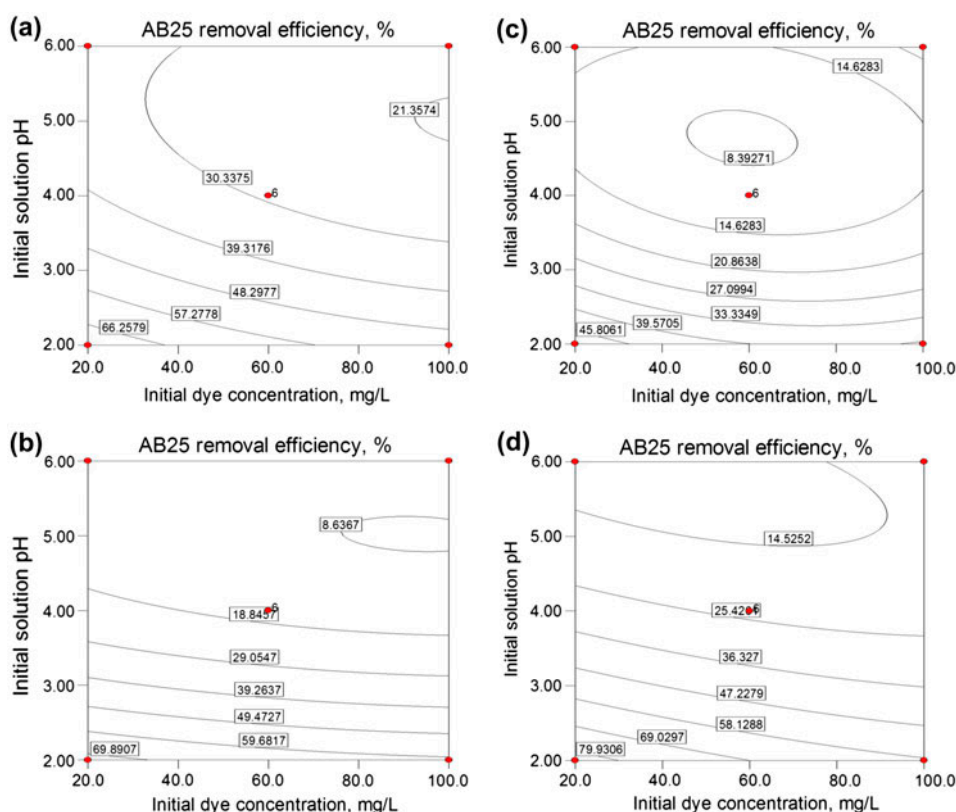 (a)
AB25 removal efficiency, %
6.00
5.00
4.00
3.00
2.00
Initial solution pH
21.3574
30.3375
6
39.3176
48.2977
57.2778
66.2579
20.0 40.0 60.0 80.0 100.0
Initial dye concentration, mg/L
(c)
AB25 removal efficiency, %
6.00
5.00
4.00
3.00
2.00
Initial solution pH
14.6283
8.39271
6
14.6283
20.8638
27.0994
33.3349
39.5705
45.8061
20.0 40.0 60.0 80.0 100.0
Initial dye concentration, mg/L
(b)
AB25 removal efficiency, %
6.00
5.00
4.00
3.00
2.00
Initial solution pH
8.6367
6
18.8457
29.0547
39.2637
49.4727
59.6817
69.8907
20.0 40.0 60.0 80.0 100.0
Initial dye concentration, mg/L
(d)
AB25 removal efficiency, %
6.00
5.00
4.00
3.00
2.00
Initial solution pH
14.5252
6
36.327
47.2279
58.1288
69.0297
79.9306
20.0 40.0 60.0 80.0 100.0
Initial dye concentration, mg/L